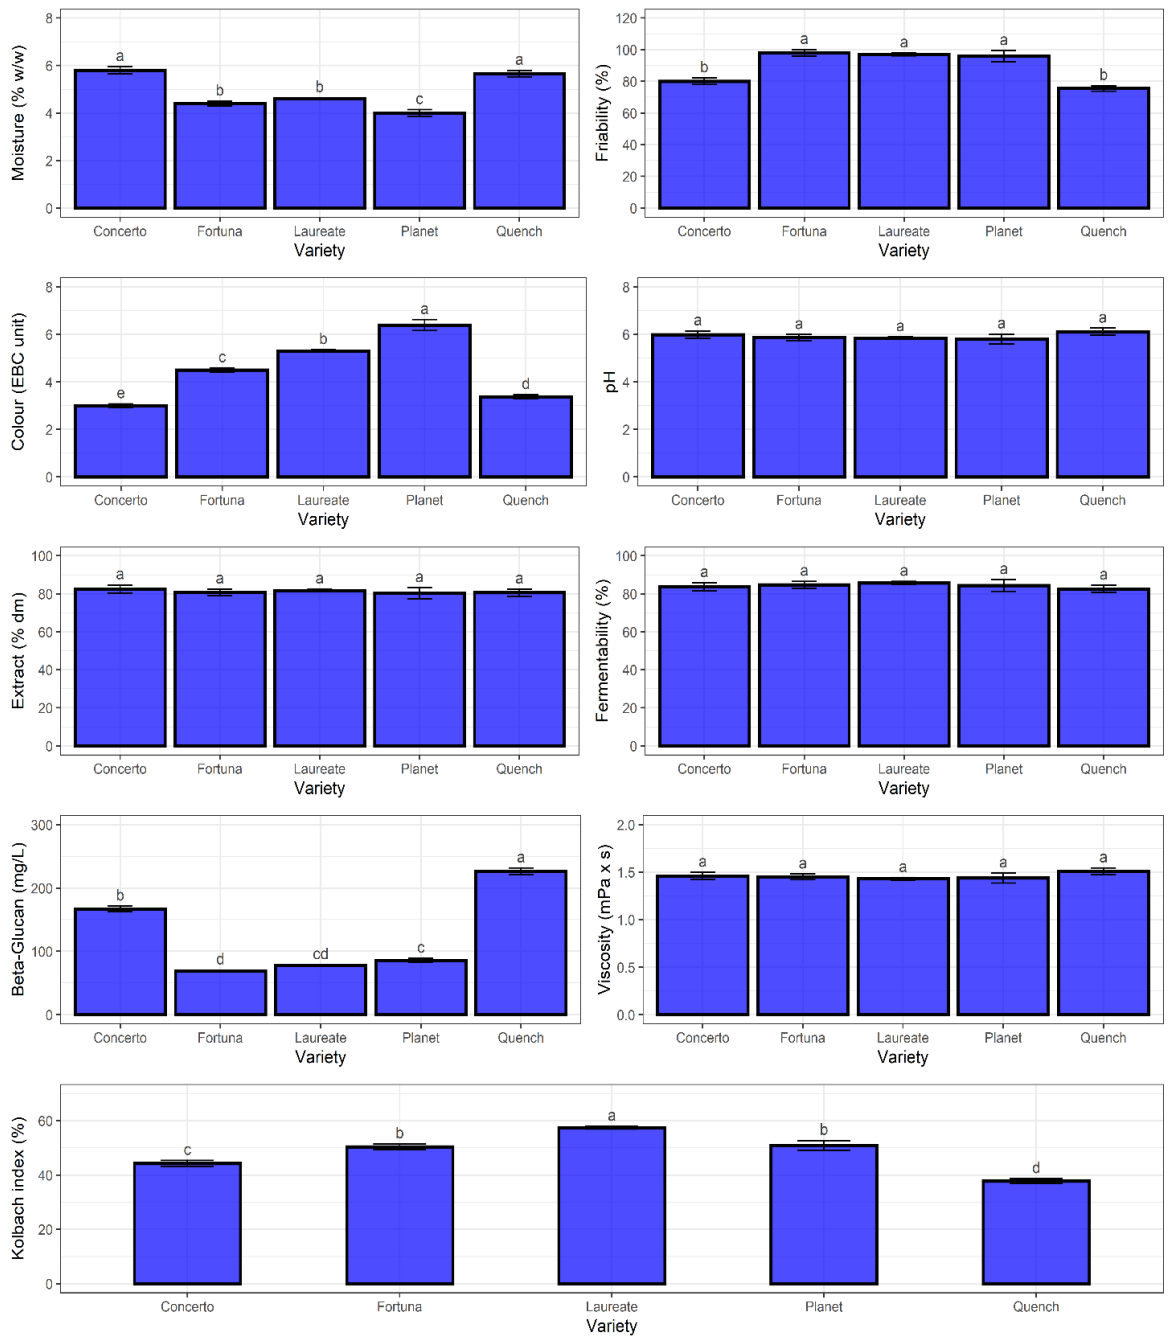 Moisture (% w/w)
8
6
4
2
0
a
b
b
c
a
Concerto Fortuna Laureate Planet Quench
Variety
Friability (%)
120
100
80
60
40
20
0
b
a
a
a
b
Concerto Fortuna Laureate Planet Quench
Variety
Colour (EBC unit)
8
6
4
2
0
e
c
b
a
d
Concerto Fortuna Laureate Planet Quench
Variety
pH
8
6
4
2
0
a
a
a
a
a
Concerto Fortuna Laureate Planet Quench
Variety
Extract (% dm)
100
80
60
40
20
0
a
a
a
a
a
Concerto Fortuna Laureate Planet Quench
Variety
Fermentability (%)
100
80
60
40
20
0
a
a
a
a
a
Concerto Fortuna Laureate Planet Quench
Variety
Beta-Glucan (mg/L)
300
200
100
0
b
d
cd
c
a
Concerto Fortuna Laureate Planet Quench
Variety
Viscosity (mPa x s)
2.0
1.5
1.0
0.5
0.0
a
a
a
a
a
Concerto Fortuna Laureate Planet Quench
Variety
Kolbach index (%)
60
40
20
0
c
b
a
b
d
Concerto Fortuna Laureate Planet Quench
Variety